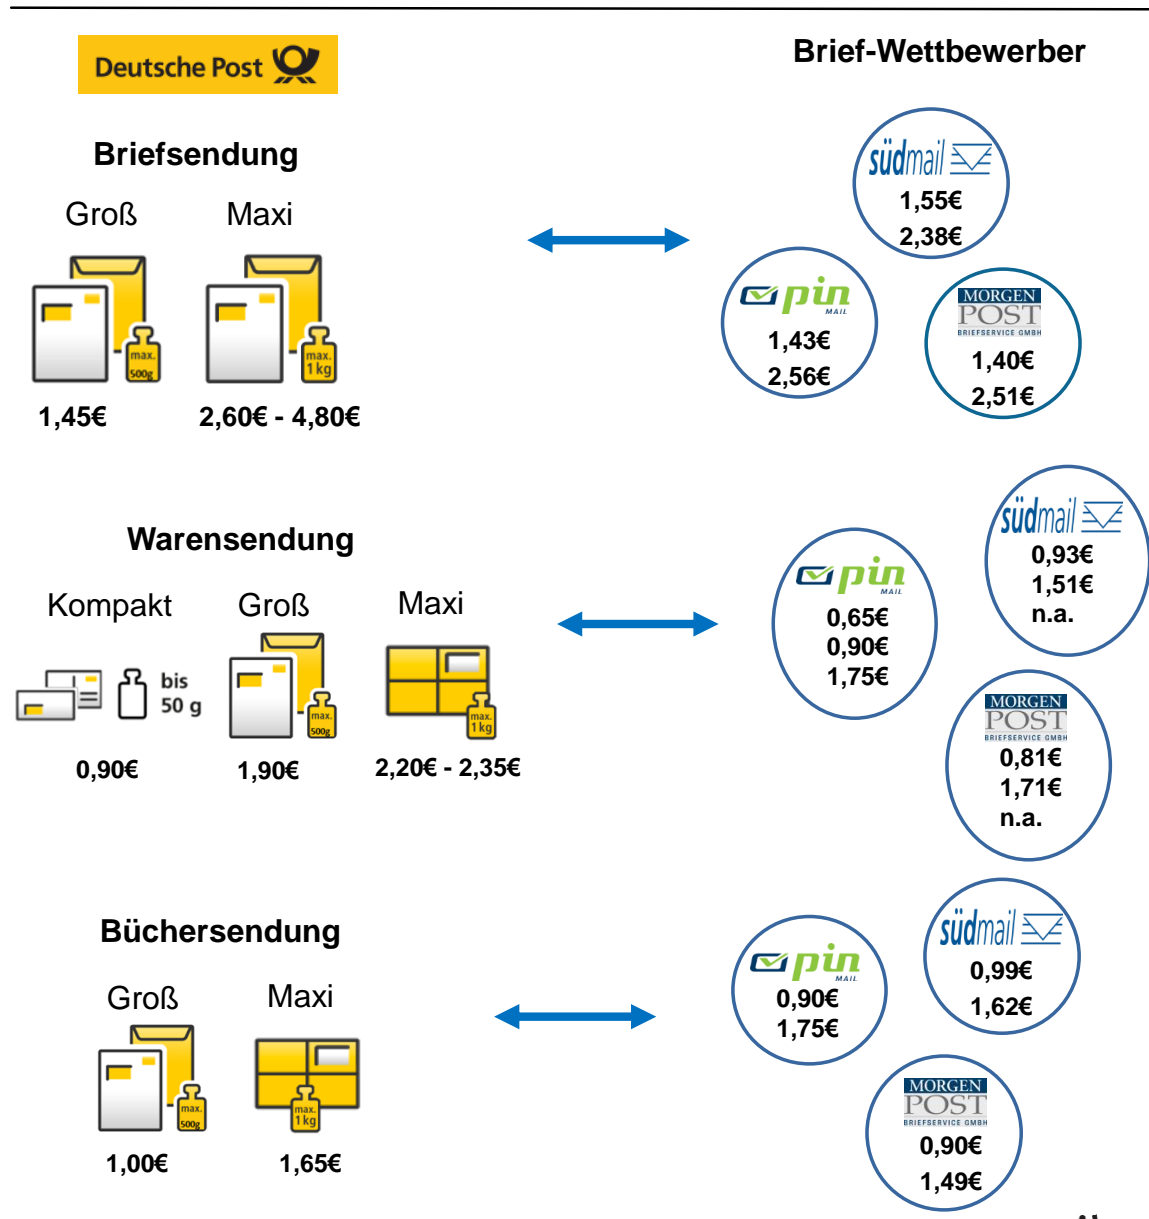 Deutsche Post
Brief-Wettbewerber
Briefsendung
Groß
Maxi
max.
500g
max.
1 kg
1,45€
2,60€ - 4,80€
südmail
1,55€
2,38€
pin
MAIL
1,43€
2,56€
MORGEN
POST
BRIEFSERVICE GMBH
1,40€
2,51€
Warensendung
Kompakt
Groß
Maxi
bis
50 g
max.
500g
max.
1 kg
0,90€
1,90€
2,20€ - 2,35€
südmail
0,93€
1,51€
n.a.
pin
MAIL
0,65€
0,90€
1,75€
MORGEN
POST
BRIEFSERVICE GMBH
0,81€
1,71€
n.a.
Büchersendung
Groß
Maxi
max.
500g
max.
1 kg
1,00€
1,65€
südmail
0,99€
1,62€
pin
MAIL
0,90€
1,75€
MORGEN
POST
BRIEFSERVICE GMBH
0,90€
1,49€